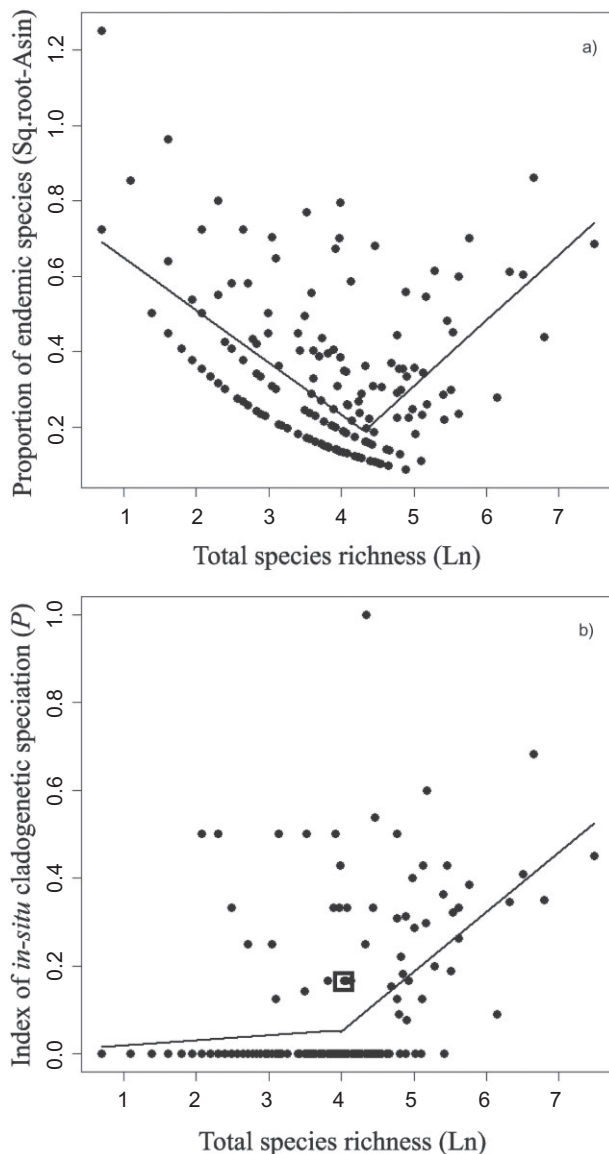 Proportion of endemic species (Sq.root-Asin)
1.2
1.0
0.8
0.6
0.4
0.2
a)
1 2 3 4 5 6 7
Total species richness (Ln)
Index of in-situ cladogenetic speciation (P)
1.0
0.8
0.6
0.4
0.2
0.0
b)
1 2 3 4 5 6 7
Total species richness (Ln)